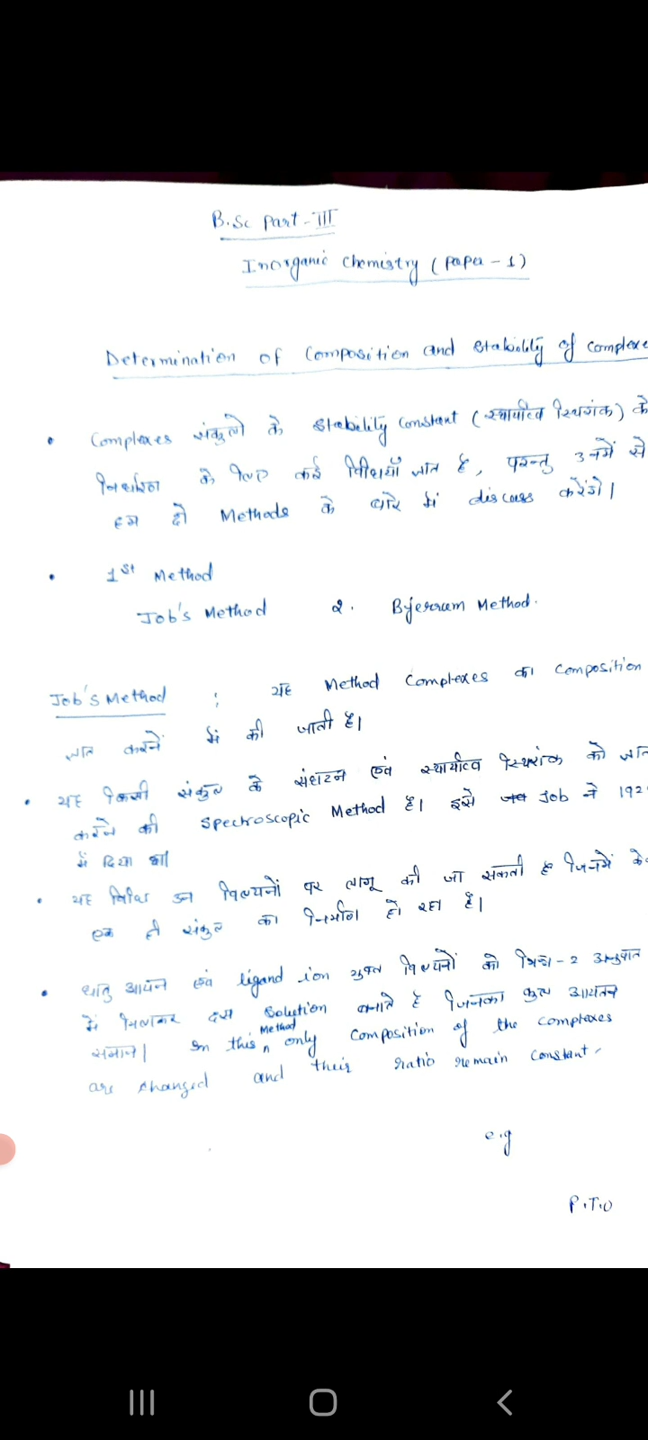 B.Sc Part-III
Inorganic Chemistry (Paper - 1)
Determination of Composition and Stability of Complexe
• Complexes संकुलो के Stability Constant (स्थायित्व स्थिरांक) के
निर्धारण के लिए कई विधियाँ ज्ञात है, परन्तु उनमें से
हम दो Methods के बारे में discuss करेंगे।
• 1st Method
Job's Method 2. Byjerrum Method.
Job's Method : यह Method Complexes का Composition
ज्ञात करनें में की जाती है।
• यह किसी संकुल के संघटन एवं स्थायित्व स्थिरांक को ज्ञात
करने की Spectroscopic Method है। इसे Job ने 192
में दिया था।
• यह विधि उन विलयनों पर लागू की जा सकती है जिनमें के
एक ही संकुल का निर्माण हो रहा है।
• धातु आयन एवं ligand ion युक्त विलयनों को भिन्न-2 अनुपात
में मिलाकर दस Solution बनाते है जिनका कुल आयतन
समान। In this Method only Composition of the complexes
are changed and their ratio remain constant.
e.g
P.T.O